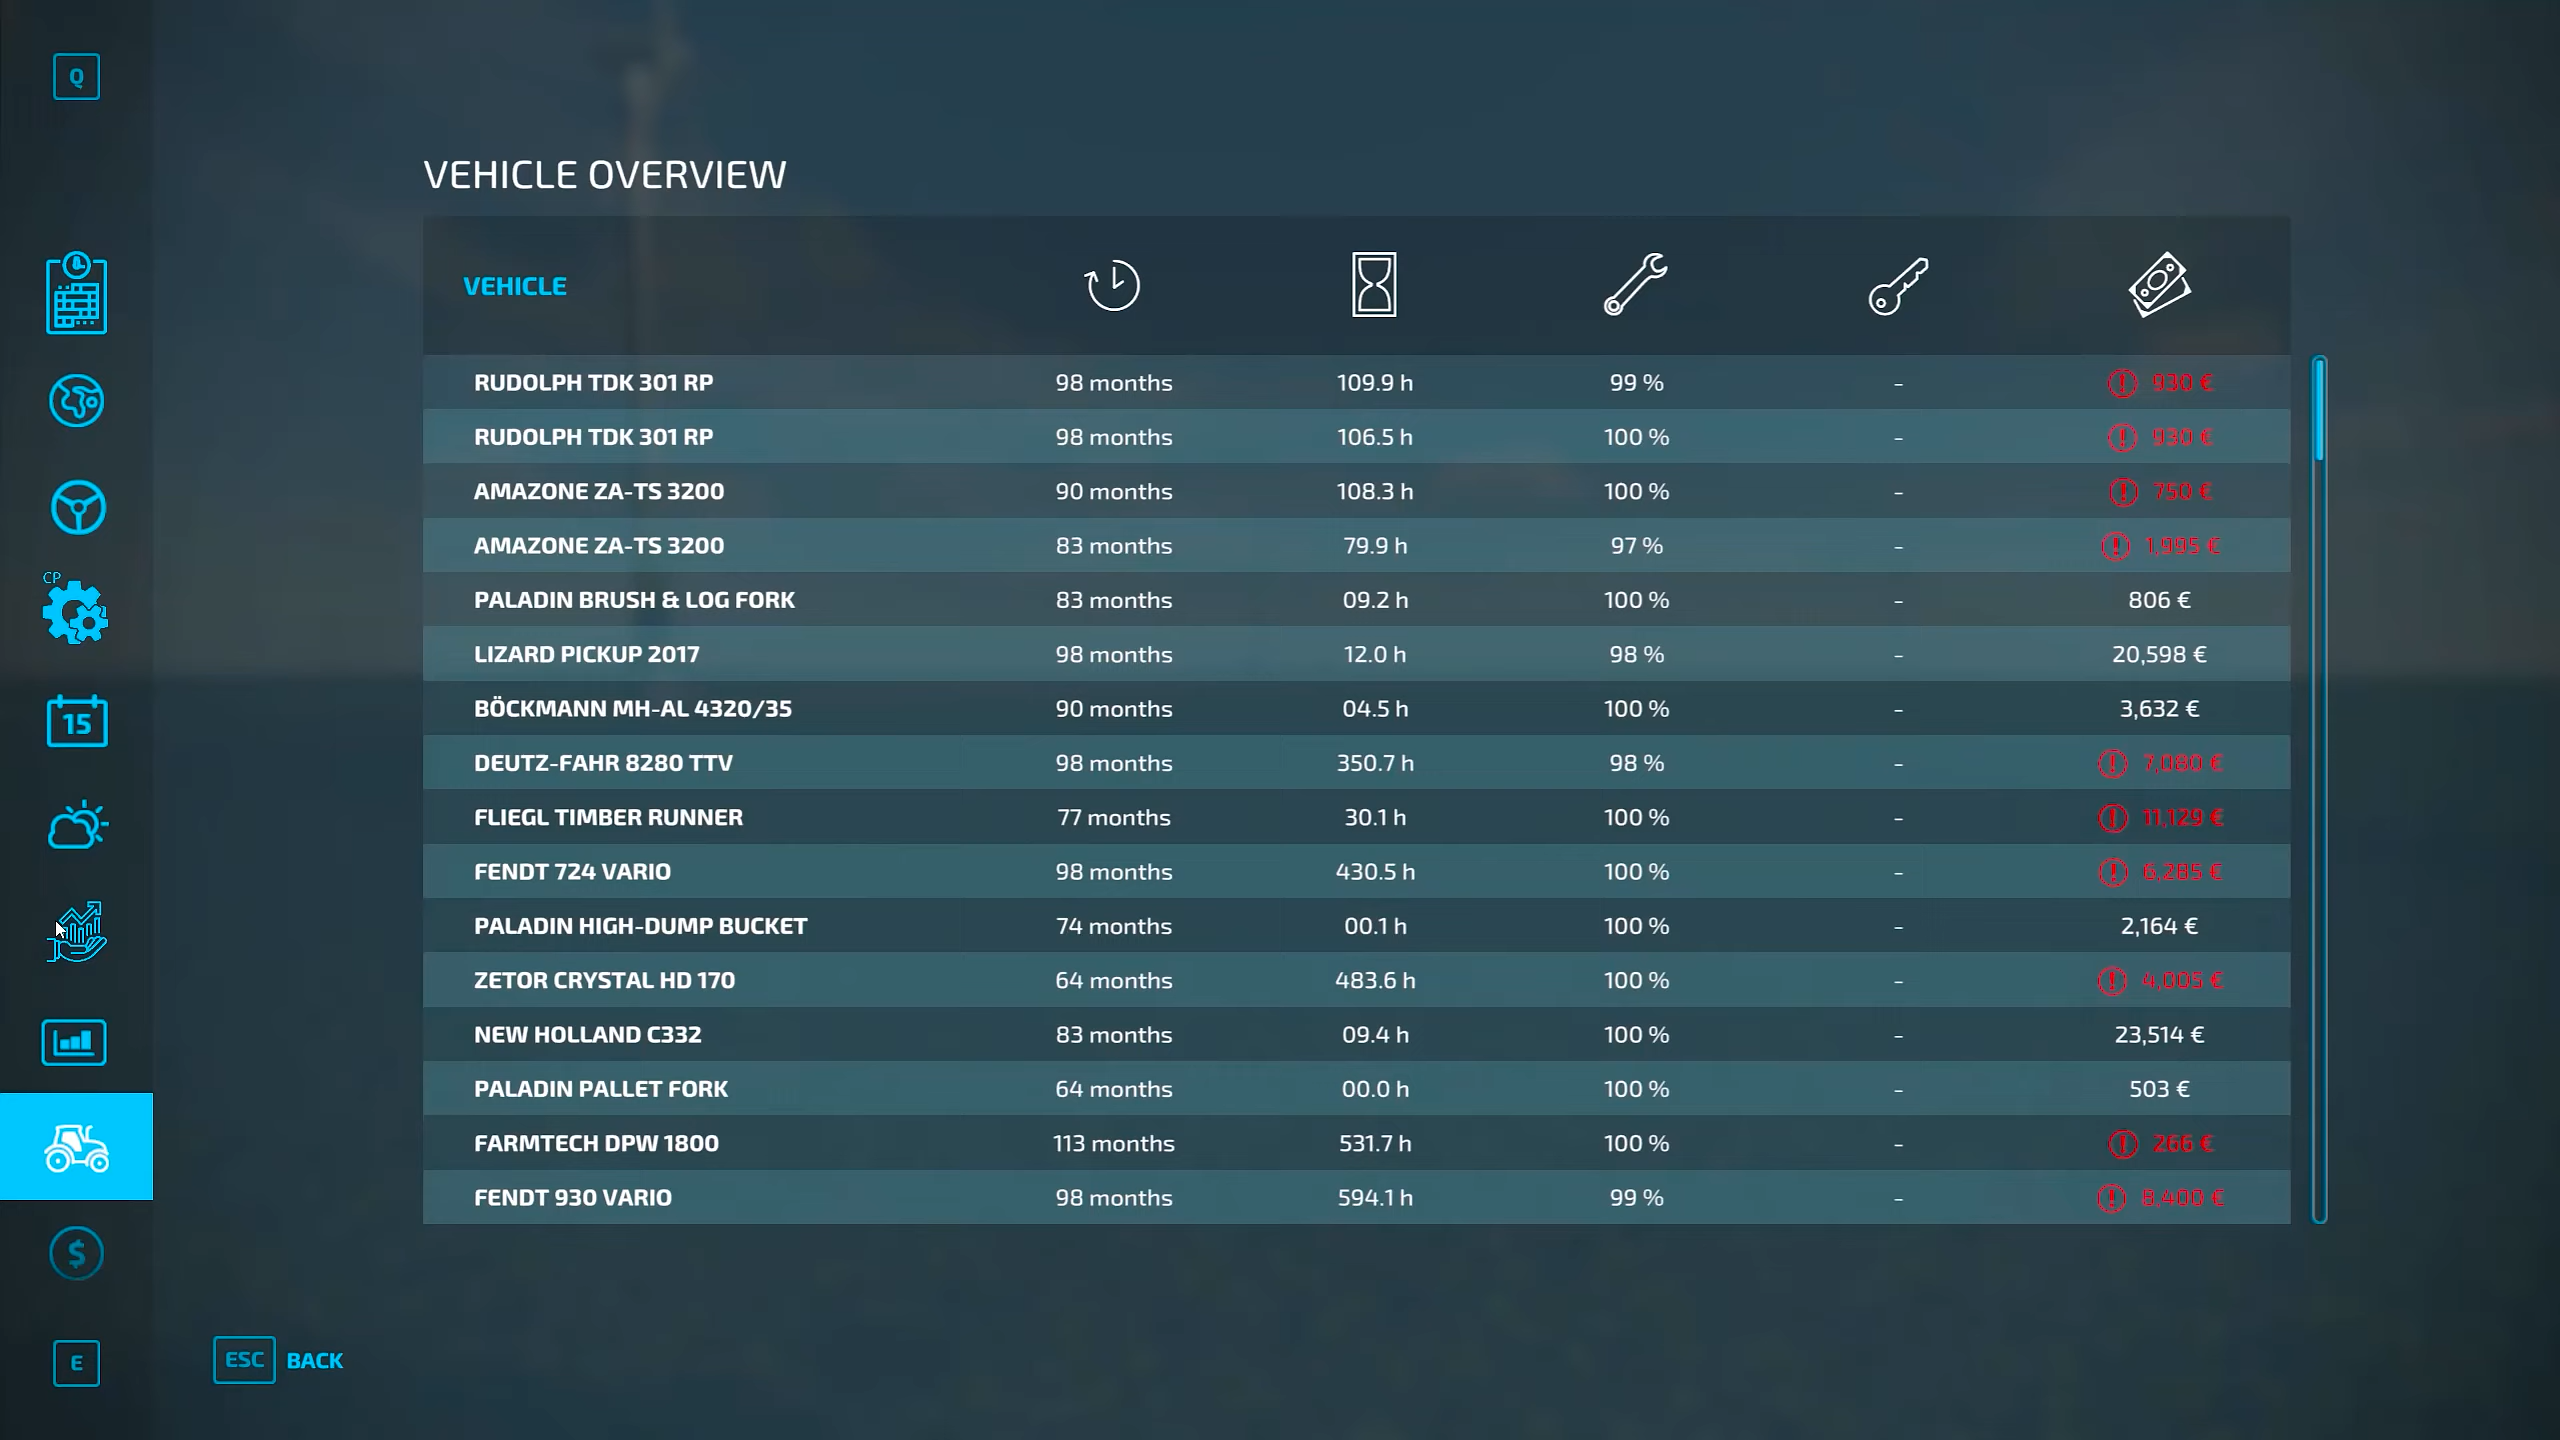 Q
VEHICLE OVERVIEW
VEHICLE
RUDOLPH TDK 301 RP 98 months 109.9 h 99 % - 930 €
RUDOLPH TDK 301 RP 98 months 106.5 h 100 % - 930 €
AMAZONE ZA-TS 3200 90 months 108.3 h 100 % - 750 €
AMAZONE ZA-TS 3200 83 months 79.9 h 97 % - 1,995 €
CP
PALADIN BRUSH & LOG FORK 83 months 09.2 h 100 % - 806 €
LIZARD PICKUP 2017 98 months 12.0 h 98 % - 20,598 €
15
BÖCKMANN MH-AL 4320/35 90 months 04.5 h 100 % - 3,632 €
DEUTZ-FAHR 8280 TTV 98 months 350.7 h 98 % - 7,080 €
FLIEGL TIMBER RUNNER 77 months 30.1 h 100 % - 11,129 €
FENDT 724 VARIO 98 months 430.5 h 100 % - 6,285 €
PALADIN HIGH-DUMP BUCKET 74 months 00.1 h 100 % - 2,164 €
ZETOR CRYSTAL HD 170 64 months 483.6 h 100 % - 4,005 €
NEW HOLLAND C332 83 months 09.4 h 100 % - 23,514 €
PALADIN PALLET FORK 64 months 00.0 h 100 % - 503 €
FARMTECH DPW 1800 113 months 531.7 h 100 % - 266 €
FENDT 930 VARIO 98 months 594.1 h 99 % - 8,400 €
$
E
ESC BACK